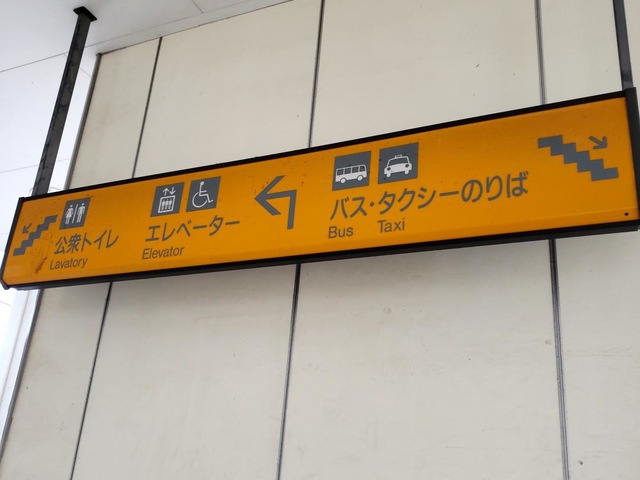 公衆トイレ
Lavatory
エレベーター
Elevator
バス・タクシーのりば
Bus Taxi